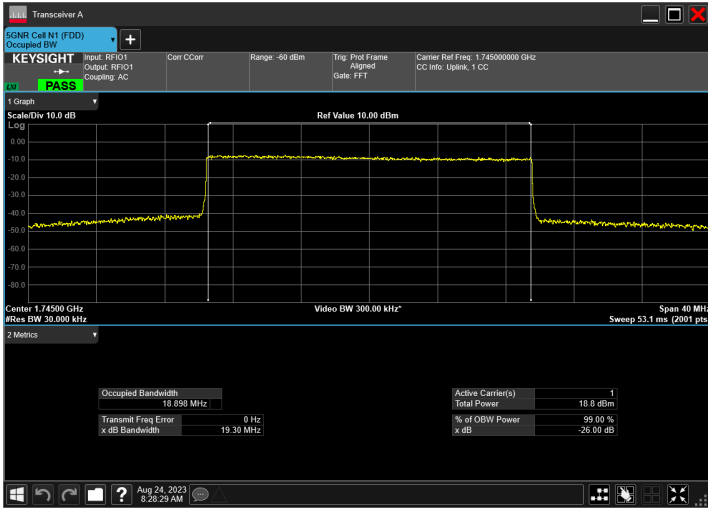 Transceiver A
5GNR Cell N1 (FDD)
Occupied BW
KEYSIGHT
LXI
PASS
Input: RFIO1
Output: RFIO1
Coupling: AC
Corr CCorr
Range: -60 dBm
Trig: Prot Frame
Aligned
Gate: FFT
Carrier Ref Freq: 1.745000000 GHz
CC Info: Uplink, 1 CC
1 Graph
Scale/Div 10.0 dB
Ref Value 10.00 dBm
Log
0.00
-10.0
-20.0
-30.0
-40.0
-50.0
-60.0
-70.0
-80.0
Center 1.74500 GHz
Video BW 300.00 kHz*
Span 40 MHz
#Res BW 30.000 kHz
Sweep 53.1 ms (2001 pts
2 Metrics
Occupied Bandwidth
18.898 MHz
Transmit Freq Error 0 Hz
x dB Bandwidth 19.30 MHz
Active Carrier(s) 1
Total Power 18.8 dBm
% of OBW Power 99.00 %
x dB -26.00 dB
Aug 24, 2023
8:28:29 AM